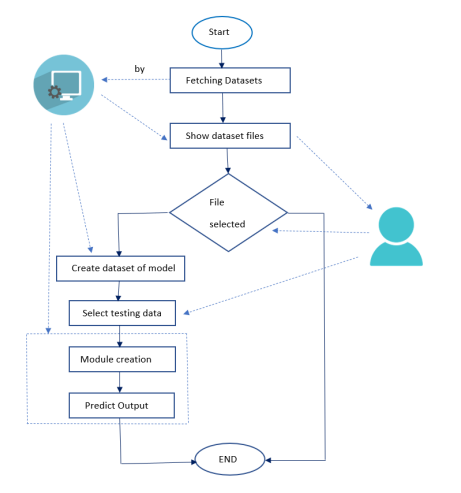 Start
by
Fetching Datasets
Show dataset files
File
selected
Create dataset of model
Select testing data
Module creation
Predict Output
END